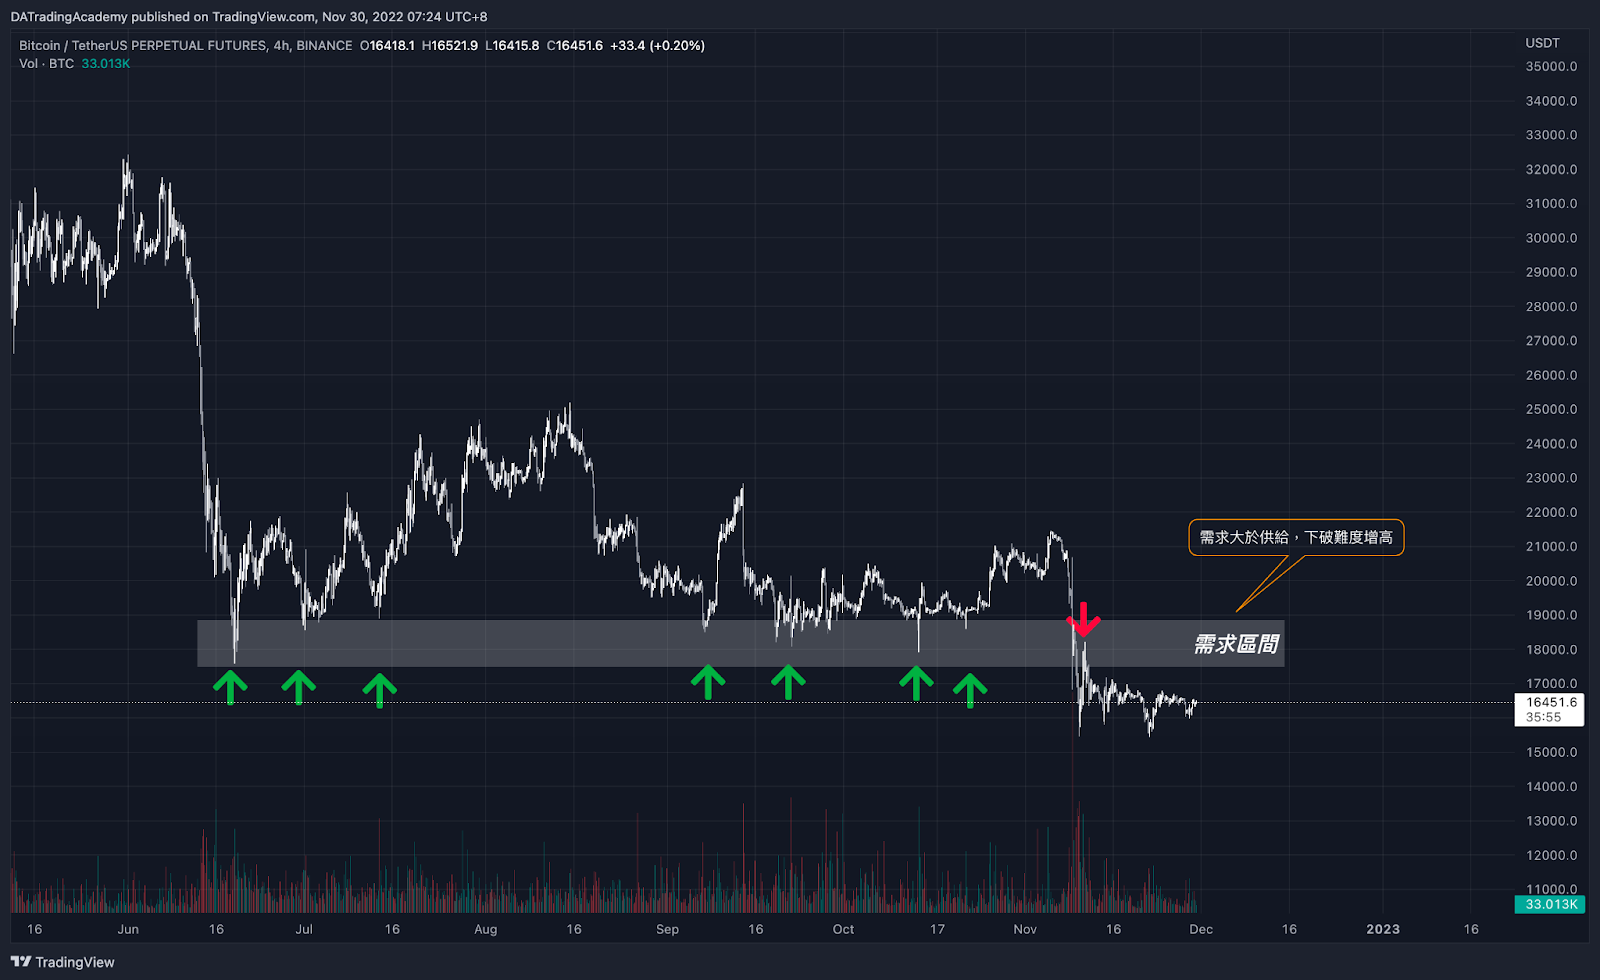 DATradingAcademy published on TradingView.com, Nov 30, 2022 07:24 UTC+8
Bitcoin / TetherUS PERPETUAL FUTURES, 4h, BINANCE O16418.1 H16521.9 L16415.8 C16451.6 +33.4 (+0.20%)
Vol · BTC 33.013K
USDT
35000.0
34000.0
33000.0
32000.0
31000.0
30000.0
29000.0
28000.0
27000.0
26000.0
25000.0
24000.0
23000.0
22000.0
21000.0
20000.0
19000.0
18000.0
17000.0
16451.6
35:55
15000.0
14000.0
13000.0
12000.0
11000.0
33.013K
需求大於供給，下破難度增高
需求區間
16 Jun 16 Jul 16 Aug 16 Sep 16 Oct 17 Nov 16 Dec 16 2023 16
TradingView